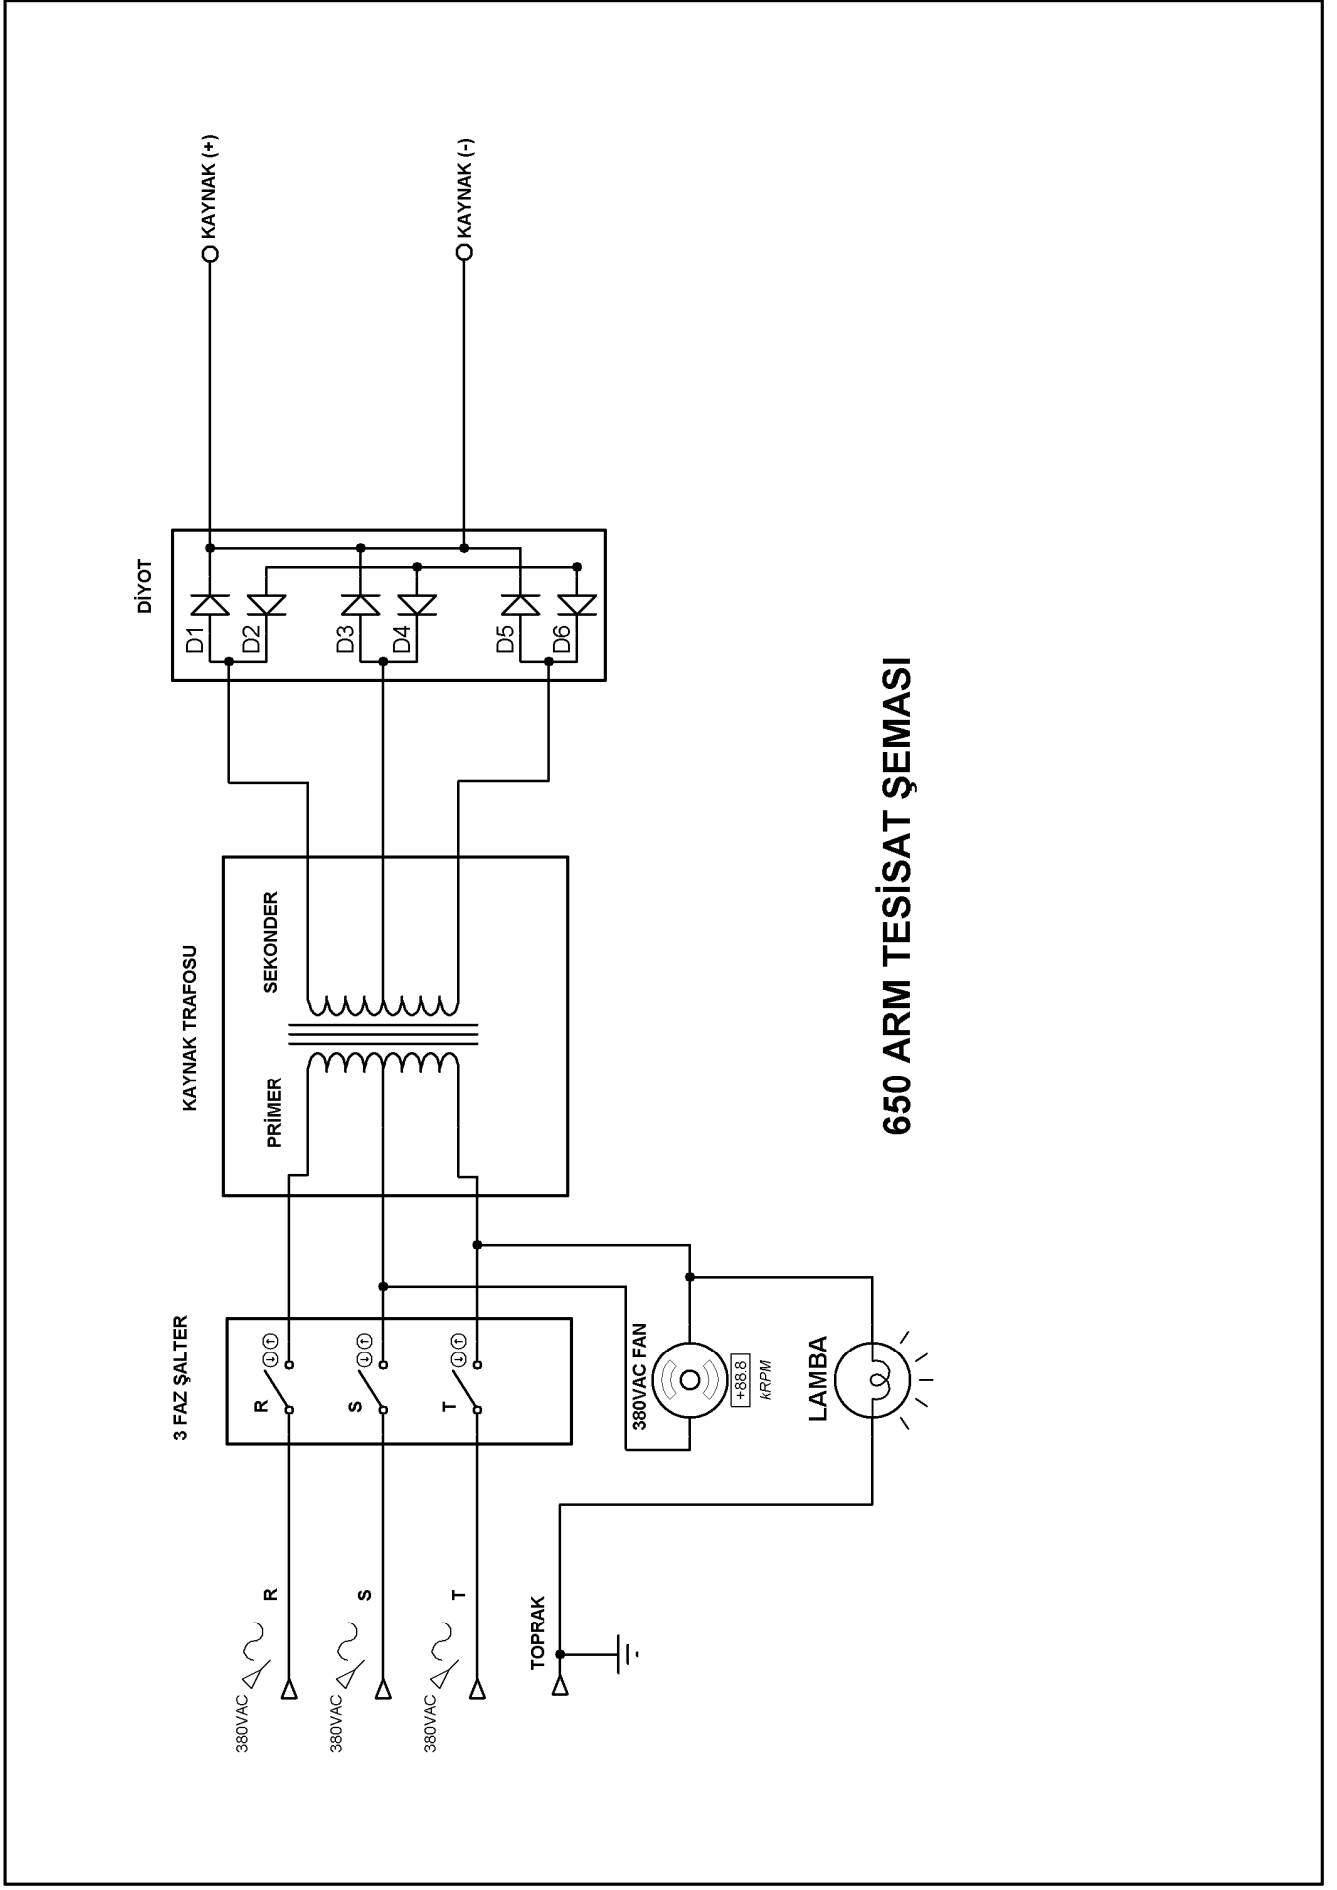 DİYOT
D1
D2
D3
D4
D5
D6
KAYNAK (+)
KAYNAK (-)
KAYNAK TRAFOSU
PRİMER
SEKONDER
3 FAZ ŞALTER
R
S
T
380VAC
R
380VAC
S
380VAC
T
TOPRAK
380VAC FAN
+88.8
kRPM
LAMBA
650 ARM TESİSAT ŞEMASI